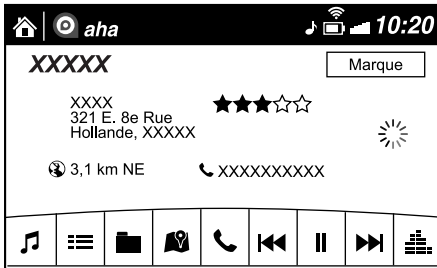 aha 10:20
XXXXX Marque
XXXX
321 E. 8e Rue
Hollande, XXXXX
3,1 km NE XXXXXXXXXX